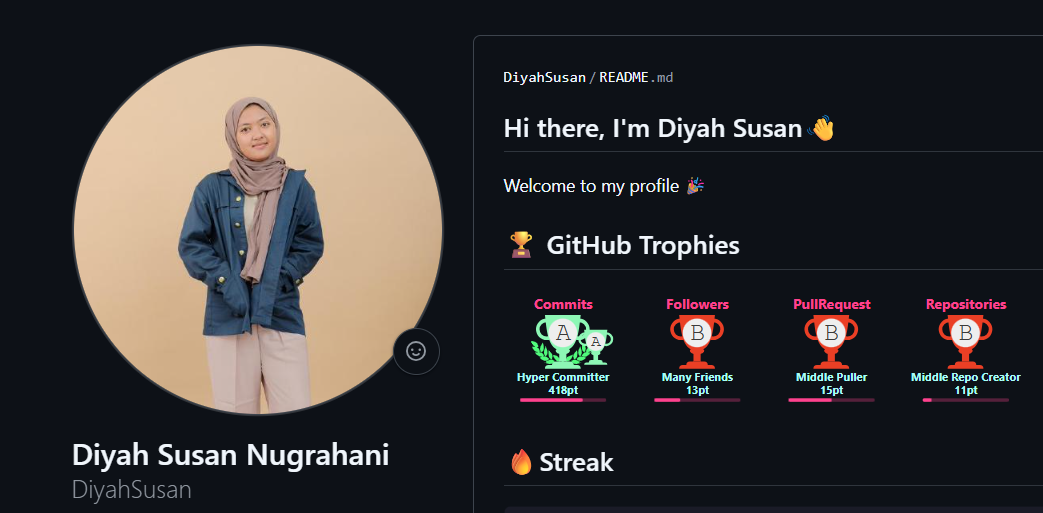 DiyahSusan / README.md
Hi there, I'm Diyah Susan 👋
Welcome to my profile 🎉
🏆 GitHub Trophies
Commits Followers PullRequest Repositories
A A B B B
Hyper Committer Many Friends Middle Puller Middle Repo Creator
418pt 13pt 15pt 11pt
🔥 Streak
Diyah Susan Nugrahani
DiyahSusan